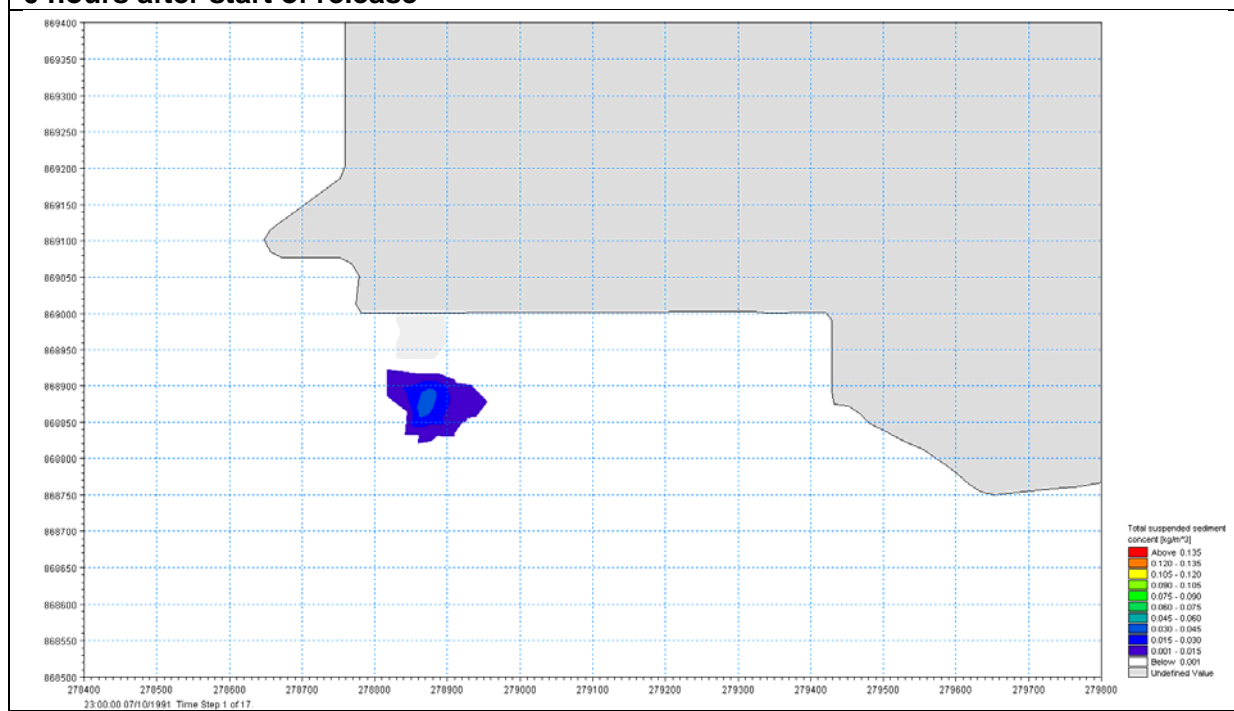 hours after start of release
869400
869350
869300
869250
869200
869150
869100
869050
869000
868950
868900
868850
868800
868750
868700
868650
868600
868550
868500
278400 278500 278600 278700 278800 278900 279000 279100 279200 279300 279400 279500 279600 279700 279800
23:00:00 07/10/1991 Time Step 1 of 17.
Total suspended sediment
concent [kg/m^3]
Above 0.135
0.120 - 0.135
0.105 - 0.120
0.090 - 0.105
0.075 - 0.090
0.060 - 0.075
0.045 - 0.060
0.030 - 0.045
0.015 - 0.030
0.001 - 0.015
Below 0.001
Undefined Value